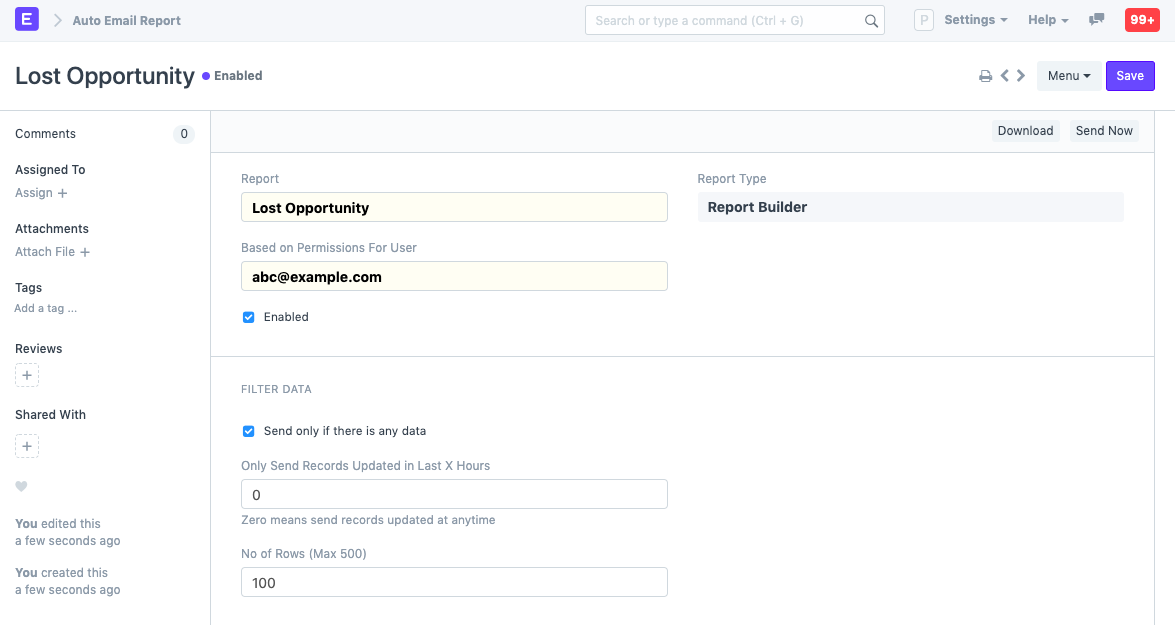 E
Auto Email Report
Search or type a command (Ctrl + G)
P
Settings
Help
99+
Lost Opportunity
Enabled
Menu
Save
Comments
0
Assigned To
Assign +
Attachments
Attach File +
Tags
Add a tag ...
Reviews
+
Shared With
+
You edited this
a few seconds ago
You created this
a few seconds ago
Download
Send Now
Report
Lost Opportunity
Report Type
Report Builder
Based on Permissions For User
abc@example.com
Enabled
FILTER DATA
Send only if there is any data
Only Send Records Updated in Last X Hours
0
Zero means send records updated at anytime
No of Rows (Max 500)
100